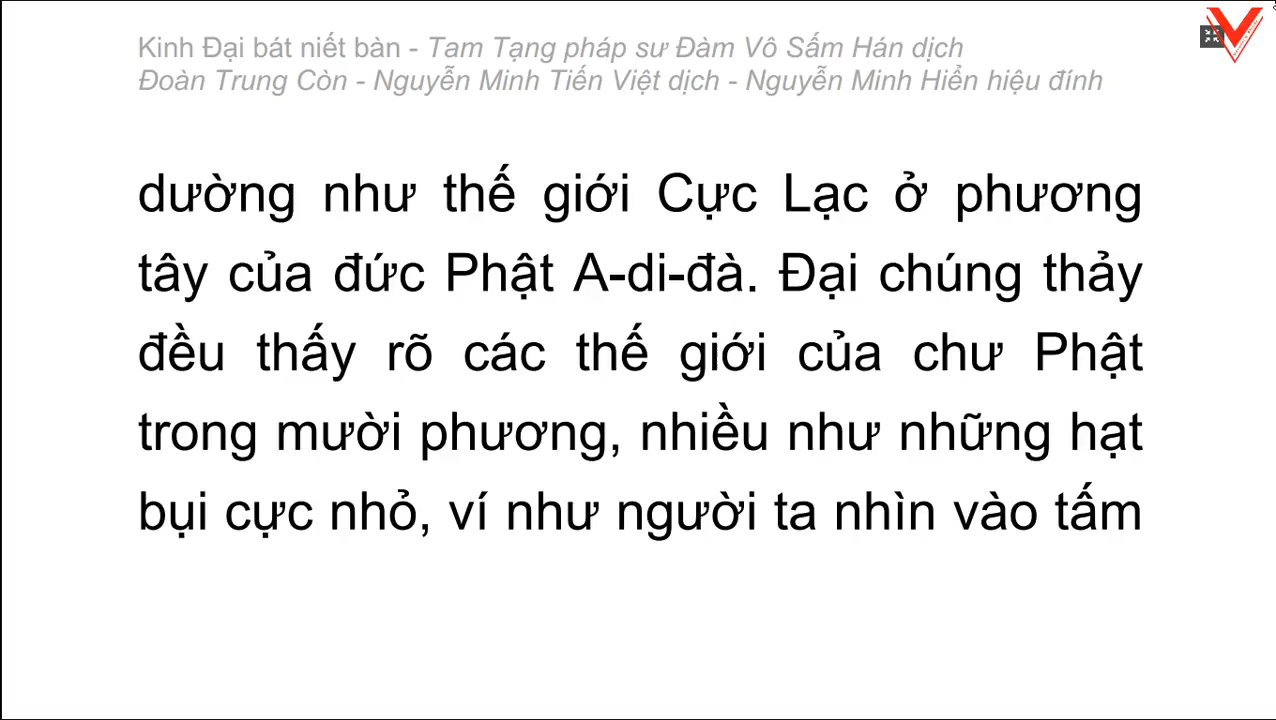 Kinh Đại bát niết bàn - Tam Tạng pháp sư Đàm Vô Sấm Hán dịch
Đoàn Trung Còn - Nguyễn Minh Tiến Việt dịch - Nguyễn Minh Hiển hiệu đính
dường như thế giới Cực Lạc ở phương
tây của đức Phật A-di-đà. Đại chúng thảy
đều thấy rõ các thế giới của chư Phật
trong mười phương, nhiều như những hạt
bụi cực nhỏ, ví như người ta nhìn vào tấm